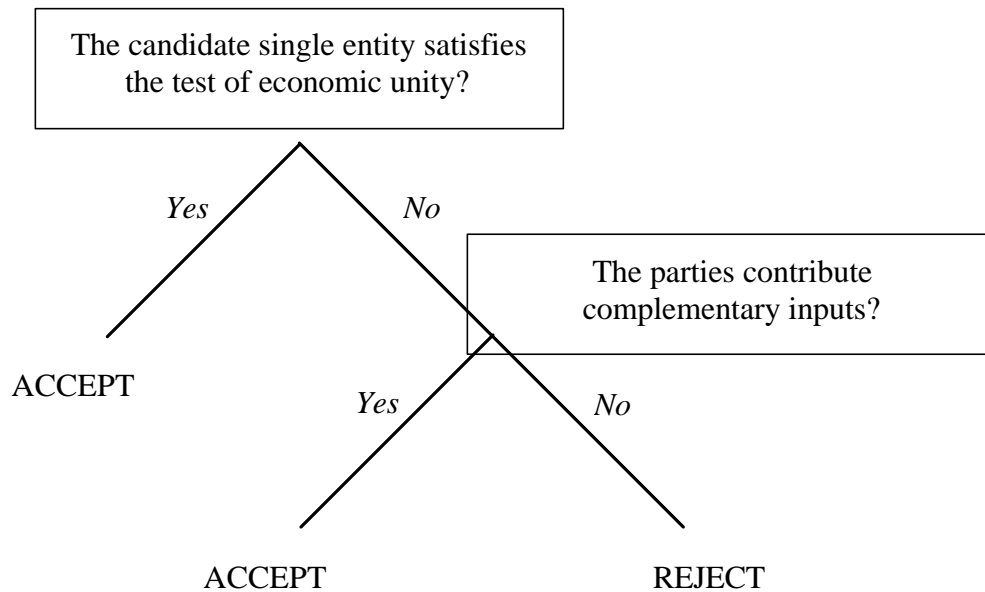 The candidate single entity satisfies
the test of economic unity?
Yes
No
The parties contribute
complementary inputs?
ACCEPT
Yes
No
ACCEPT
REJECT